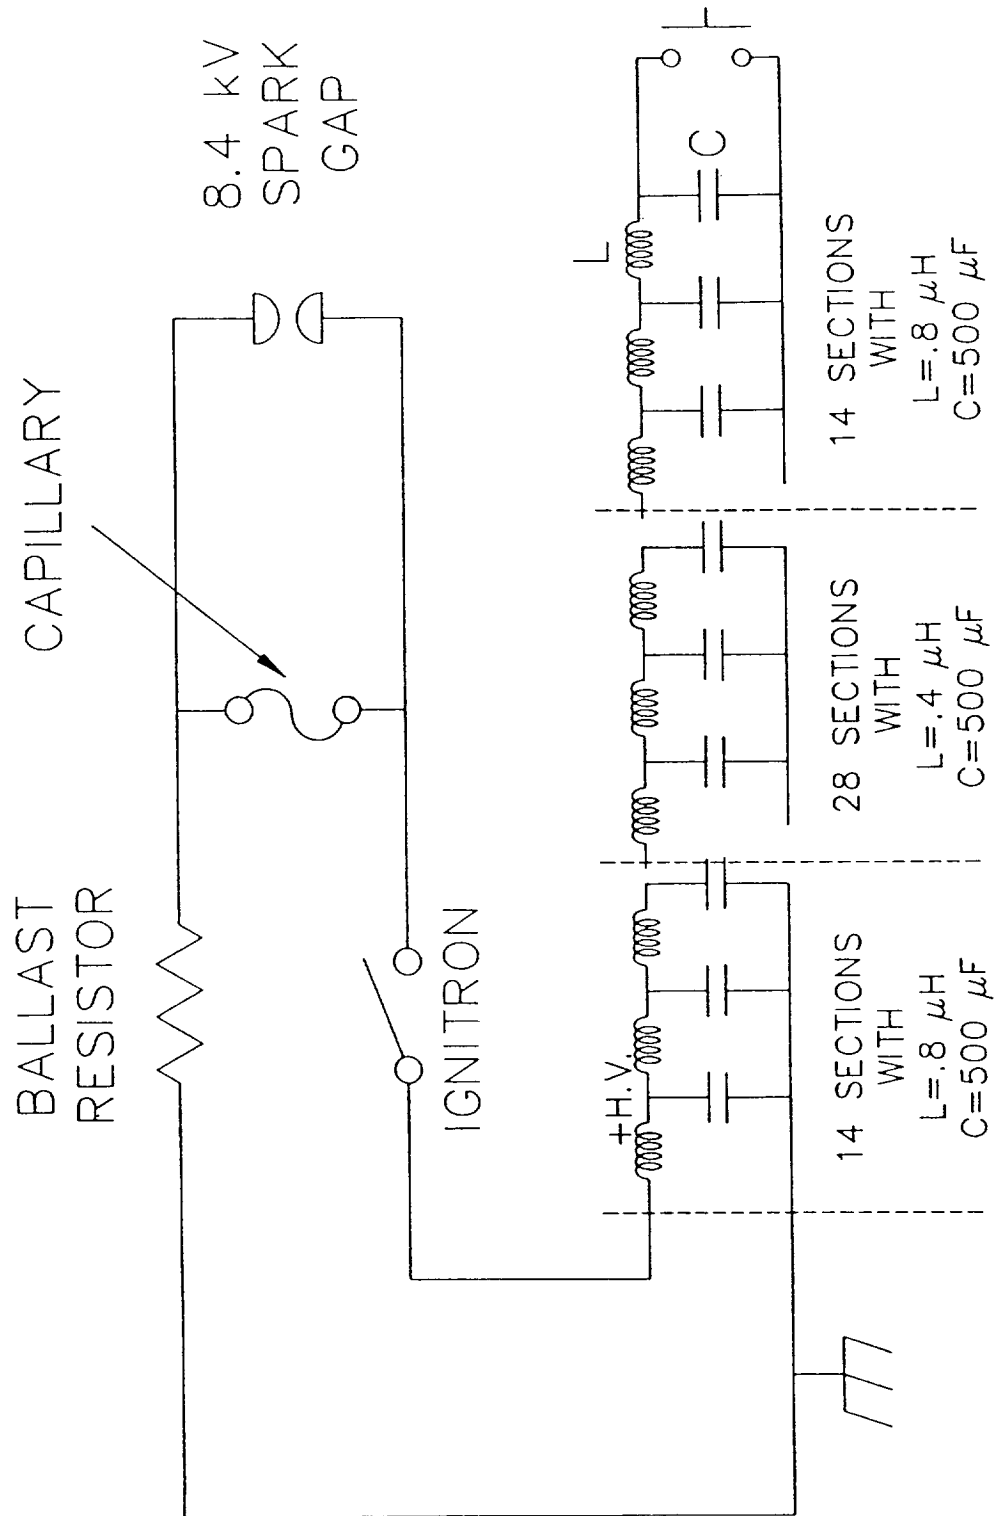 8.4 kV
SPARK
GAP
CAPILLARY
BALLAST
RESISTOR
IGNITRON
+H.V.
L
C
14 SECTIONS
WITH
L=.8 μH
C=500 μF
28 SECTIONS
WITH
L=.4 μH
C=500 μF
14 SECTIONS
WITH
L=.8 μH
C=500 μF